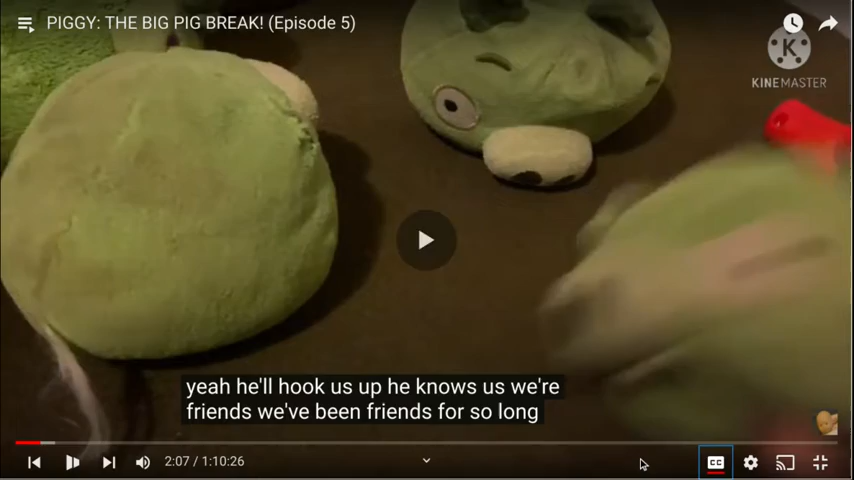 PIGGY: THE BIG PIG BREAK! (Episode 5)
K
KINEMASTER
yeah he'll hook us up he knows us we're
friends we've been friends for so long
2:07 / 1:10:26
CC